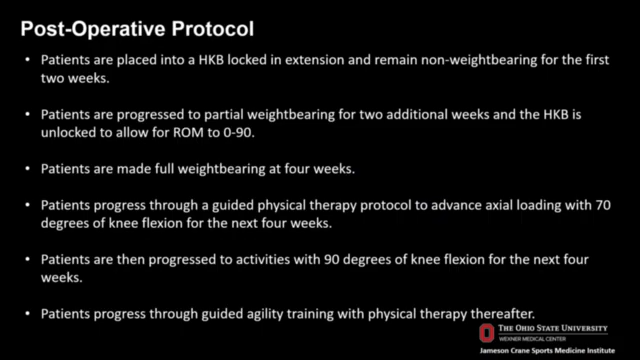 Post-Operative Protocol
• Patients are placed into a HKB locked in extension and remain non-weightbearing for the first
two weeks.
• Patients are progressed to partial weightbearing for two additional weeks and the HKB is
unlocked to allow for ROM to 0-90.
• Patients are made full weightbearing at four weeks.
• Patients progress through a guided physical therapy protocol to advance axial loading with 70
degrees of knee flexion for the next four weeks.
• Patients are then progressed to activities with 90 degrees of knee flexion for the next four
weeks.
• Patients progress through guided agility training with physical therapy thereafter.
THE OHIO STATE UNIVERSITY
WEXNER MEDICAL CENTER
Jameson Crane Sports Medicine Institute